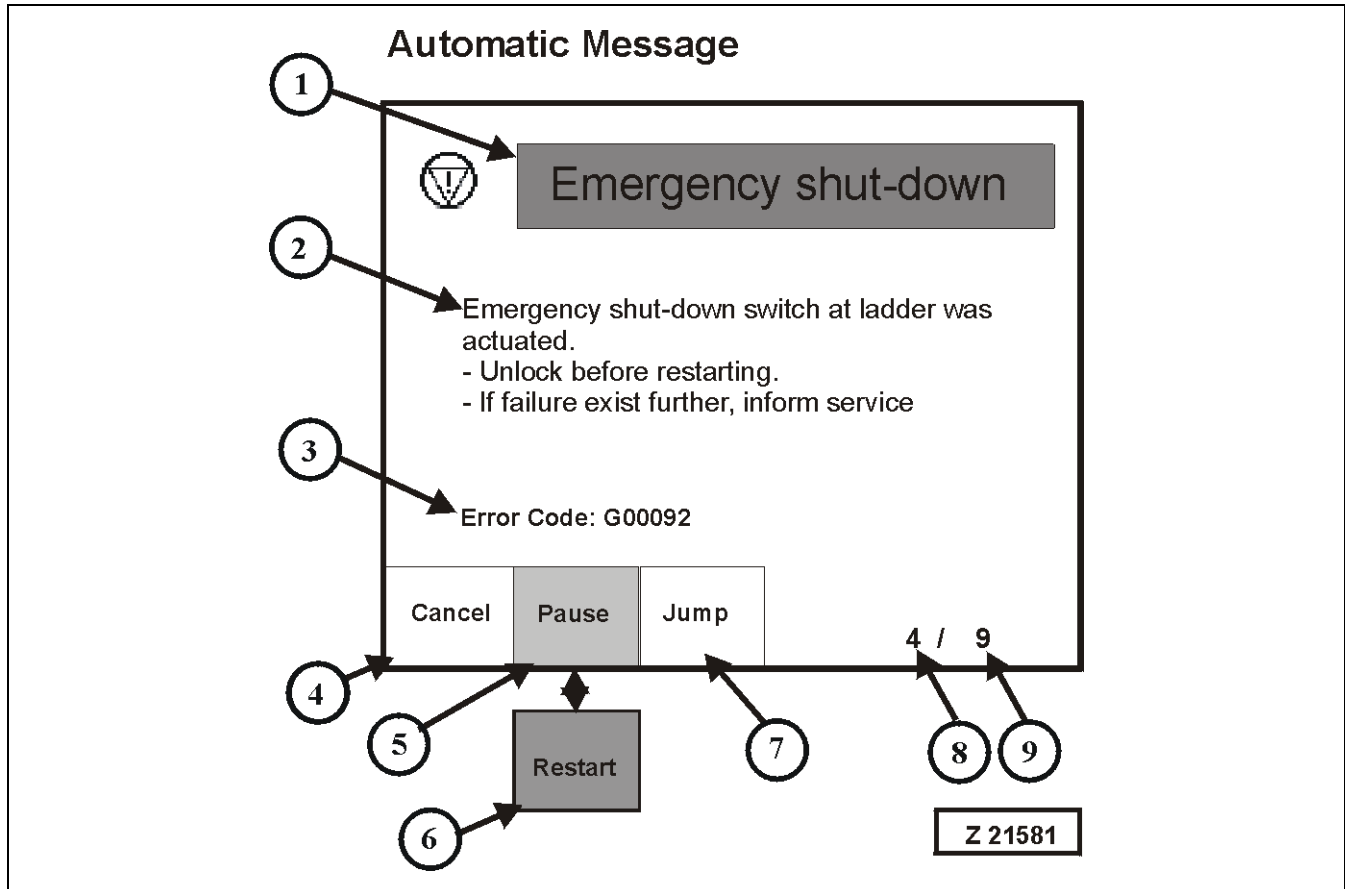 Automatic Message
1
Emergency shut-down
2
Emergency shut-down switch at ladder was
actuated.
- Unlock before restarting.
- If failure exist further, inform service
3
Error Code: G00092
Cancel Pause Jump
4 / 9
4
5
7
8
9
Restart
6
Z 21581